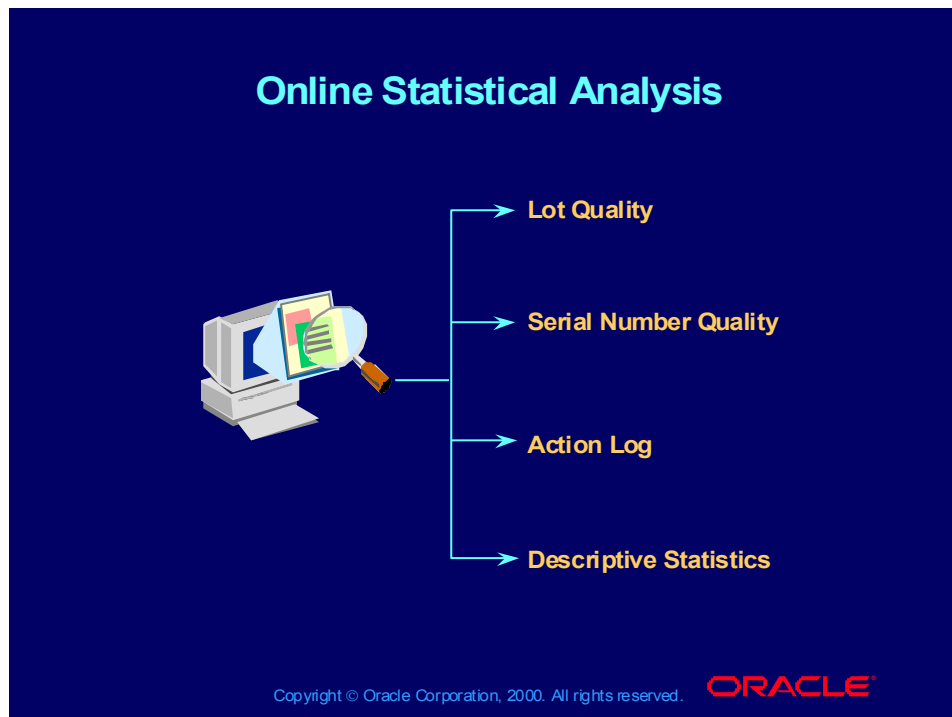 Online Statistical Analysis
Lot Quality
Serial Number Quality
Action Log
Descriptive Statistics
Copyright © Oracle Corporation, 2000. All rights reserved.
ORACLE®